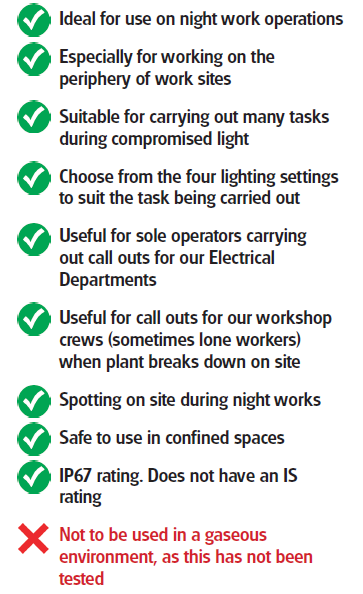 Ideal for use on night work operations
Especially for working on the
periphery of work sites
Suitable for carrying out many tasks
during compromised light
Choose from the four lighting settings
to suit the task being carried out
Useful for sole operators carrying
out call outs for our Electrical
Departments
Useful for call outs for our workshop
crews (sometimes lone workers)
when plant breaks down on site
Spotting on site during night works
Safe to use in confined spaces
IP67 rating. Does not have an IS
rating
Not to be used in a gaseous
environment, as this has not been
tested